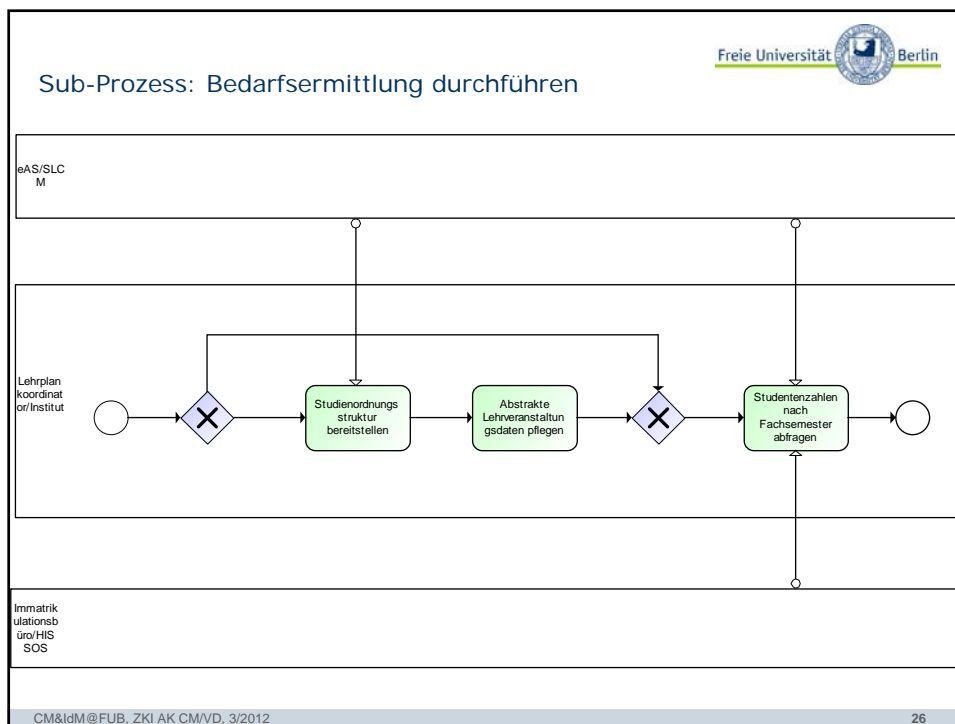 Freie Universität Berlin
Sub-Prozess: Bedarfsermittlung durchführen
eAS/SLC
M
Lehrplan
koordinat
or/Institut
Studienordnungs
struktur
bereitstellen
Abstrakte
Lehrveranstaltun
gsdaten pflegen
Studentenzahlen
nach
Fachsemester
abfragen
Immatrik
ulationsb
üro/HIS
SOS
CM&IdM@FUB, ZKI AK CM/VD, 3/2012
26